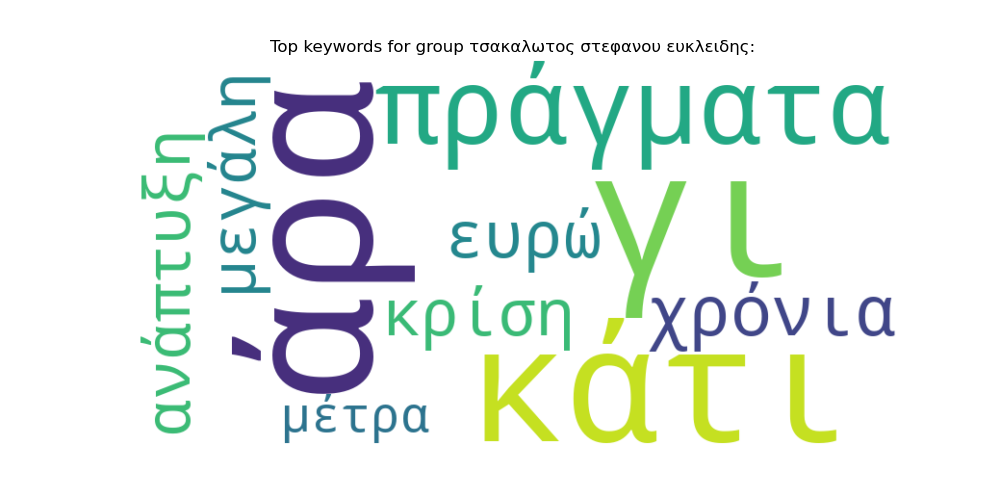 Top keywords for group τσακαλωτος στεφανου ευκλειδης:
ανάπτυξη
μεγάλη
άρα
πράγματα
γι
ευρώ
κρίση
χρόνια
μέτρα
κάτι